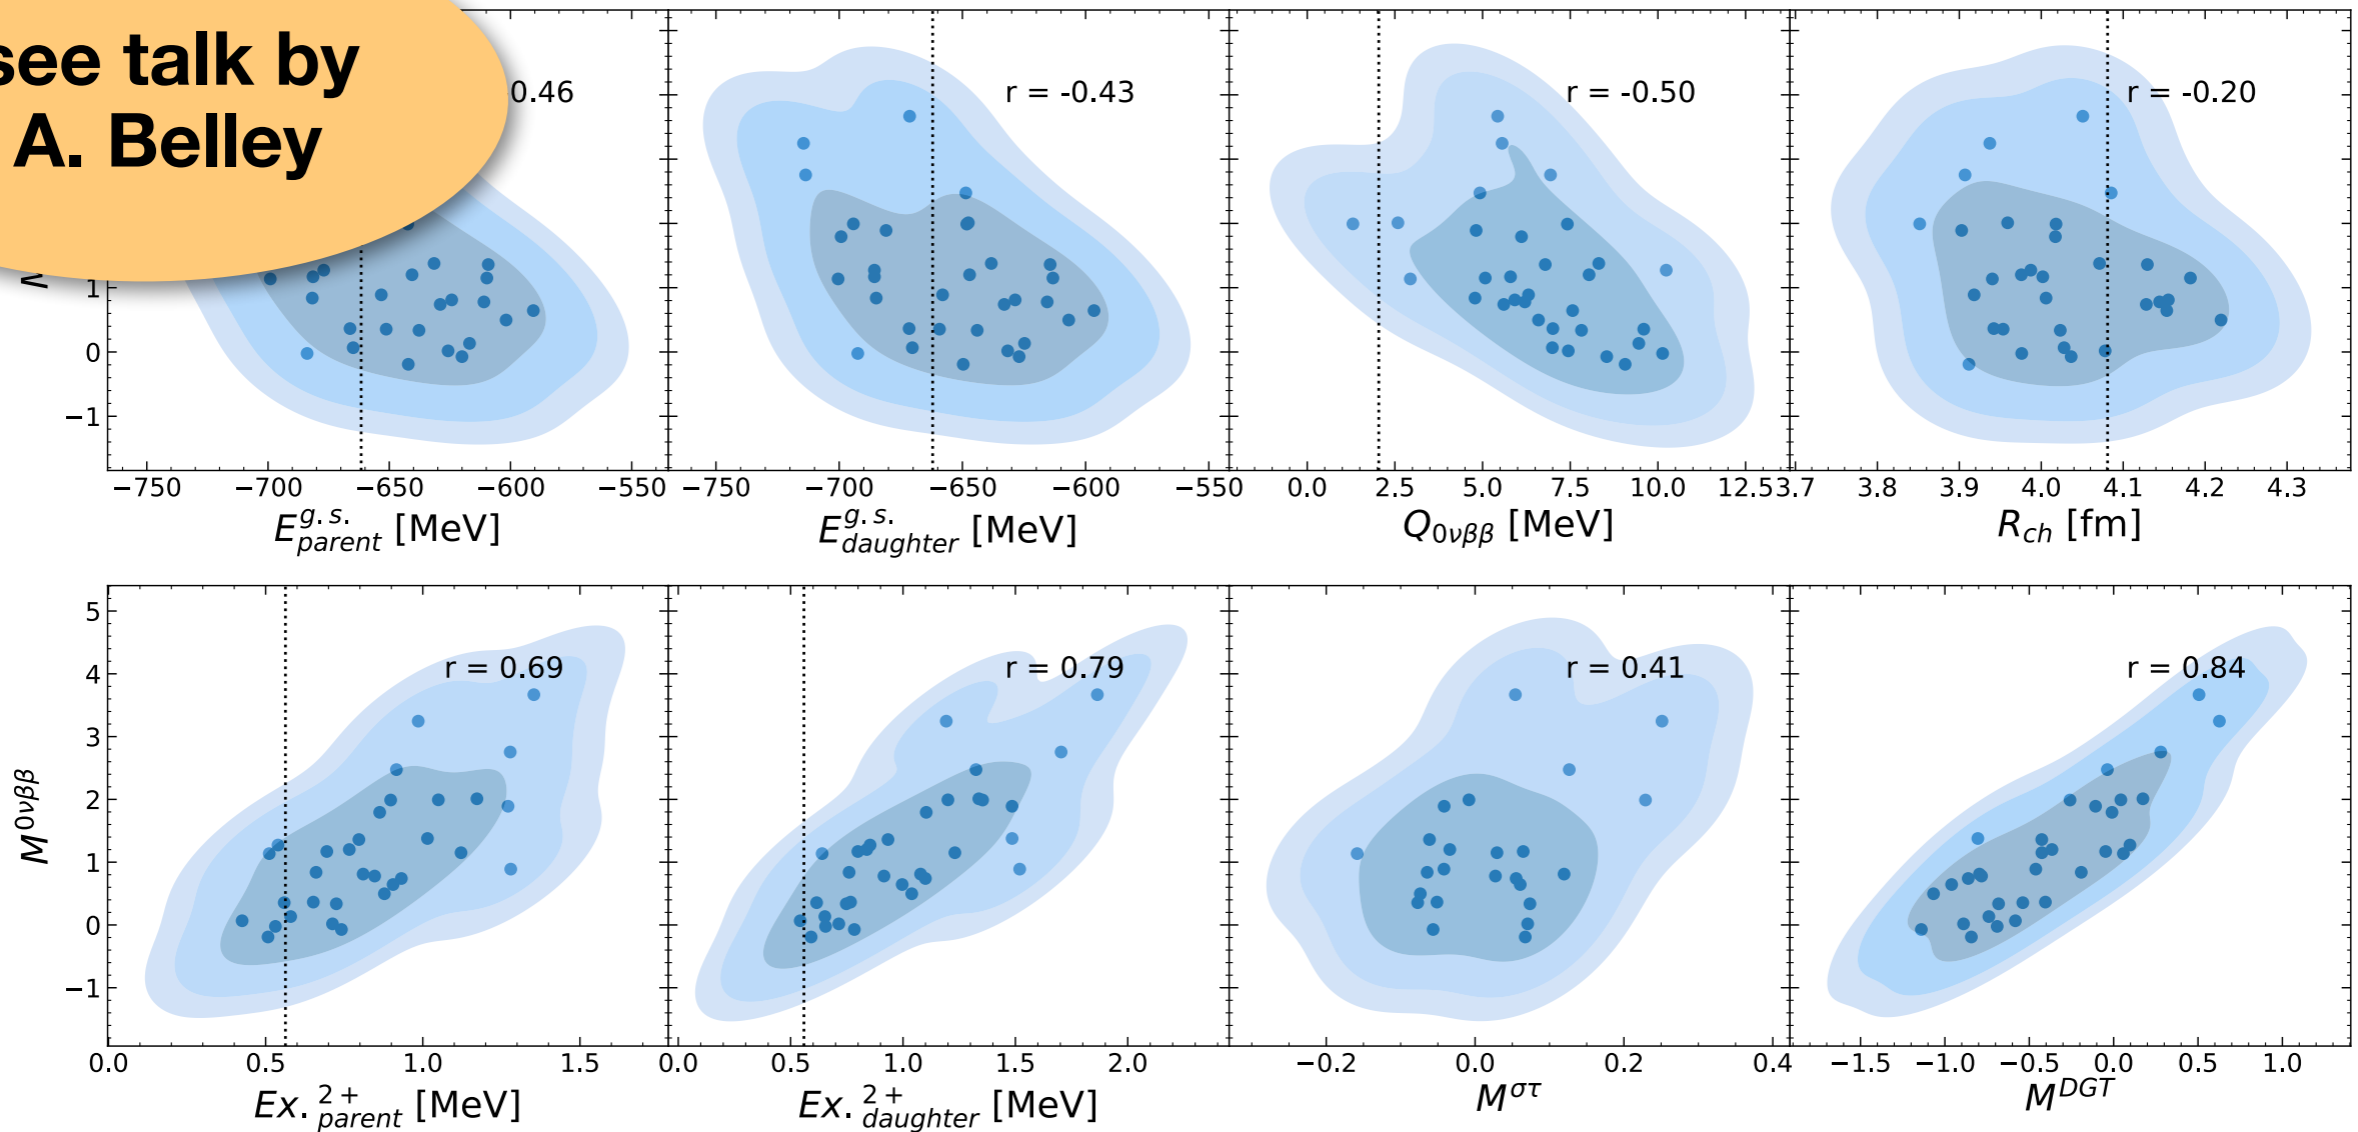 see talk by
A. Belley
0.46
r = -0.43
r = -0.50
r = -0.20
1
0
−1
−750 −700 −650 −600 −550
−750 −700 −650 −600 −550
0.0 2.5 5.0 7.5 10.0 12.5
3.7 3.8 3.9 4.0 4.1 4.2 4.3
E^{g.s.}_{parent} [MeV]
E^{g.s.}_{daughter} [MeV]
Q_{0νββ} [MeV]
R_{ch} [fm]
r = 0.69
r = 0.79
r = 0.41
r = 0.84
5
4
3
2
1
0
−1
M^{0νββ}
0.0 0.5 1.0 1.5
0.0 0.5 1.0 1.5 2.0
−0.2 0.0 0.2 0.4
−1.5 −1.0 −0.5 0.0 0.5 1.0
Ex.^{2+}_{parent} [MeV]
Ex.^{2+}_{daughter} [MeV]
M^{στ}
M^{DGT}